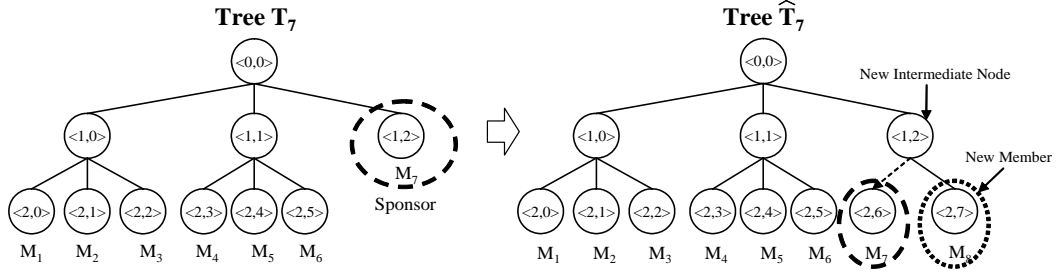 Tree T7 Tree T̂7
<0,0> <0,0>
New Intermediate Node
<1,0> <1,1> <1,2> <1,0> <1,1> <1,2>
New Member
M7
Sponsor
<2,0> <2,1> <2,2> <2,3> <2,4> <2,5> <2,0> <2,1> <2,2> <2,3> <2,4> <2,5> <2,6> <2,7>
M1 M2 M3 M4 M5 M6 M1 M2 M3 M4 M5 M6 M7 M8